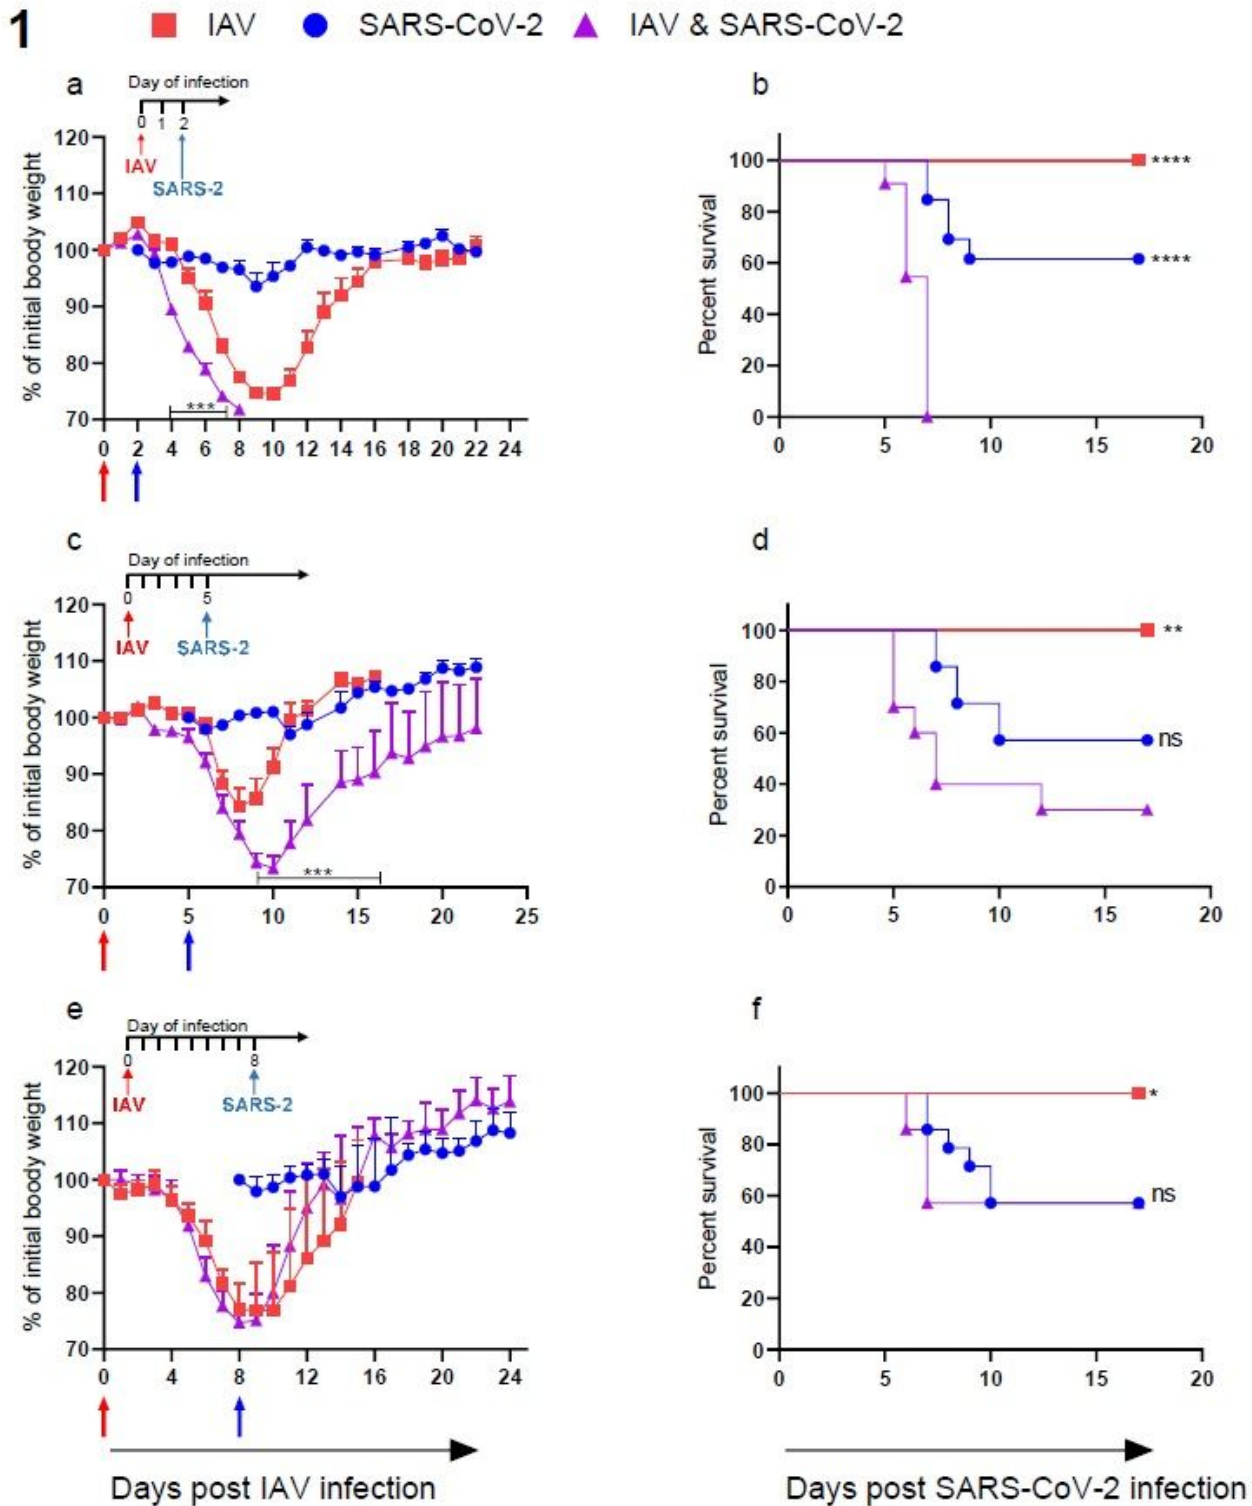 1
IAV SARS-CoV-2 IAV & SARS-CoV-2
a
Day of infection
0 1 2
IAV
SARS-2
% of initial boody weight
120
110
100
90
80
70
***
0 2 4 6 8 10 12 14 16 18 20 22 24
b
Percent survival
100
80
60
40
20
0
****
****
0 5 10 15 20
c
Day of infection
0 5
IAV SARS-2
% of initial boody weight
120
110
100
90
80
70
***
0 5 10 15 20 25
d
Percent survival
100
80
60
40
20
0
**
ns
0 5 10 15 20
e
Day of infection
0 8
IAV SARS-2
% of initial boody weight
120
110
100
90
80
70
0 4 8 12 16 20 24
f
Percent survival
100
80
60
40
20
0
*
ns
0 5 10 15 20
Days post IAV infection
Days post SARS-CoV-2 infection